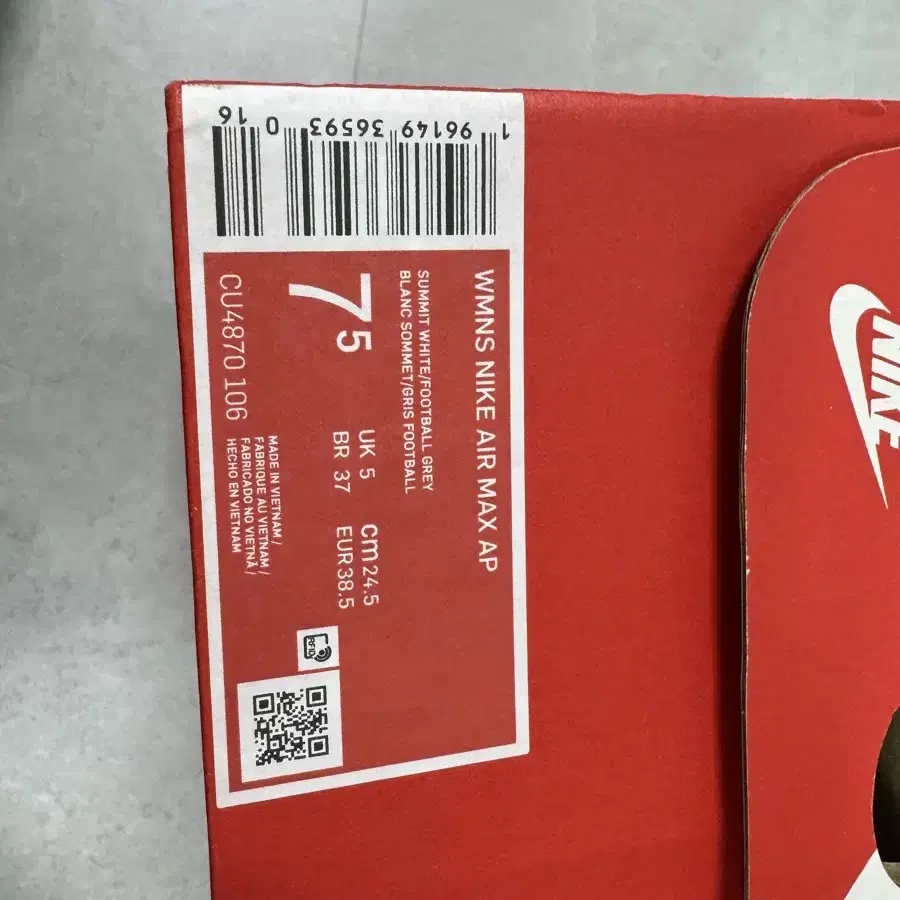 WMNS NIKE AIR MAX AP
SUMMIT WHITE/FOOTBALL GREY
BLANC SOMMET/GRIS FOOTBALL
7 5
UK 5 cm 24.5
BR 37 EUR 38.5
CU4870 106
MADE IN VIETNAM/
FABRIQUE AU VIETNAM/
FABRICADO NO VIETNÃ/
HECHO EN VIETNAM
RFID
1 96149 36593 0 16
NIKE